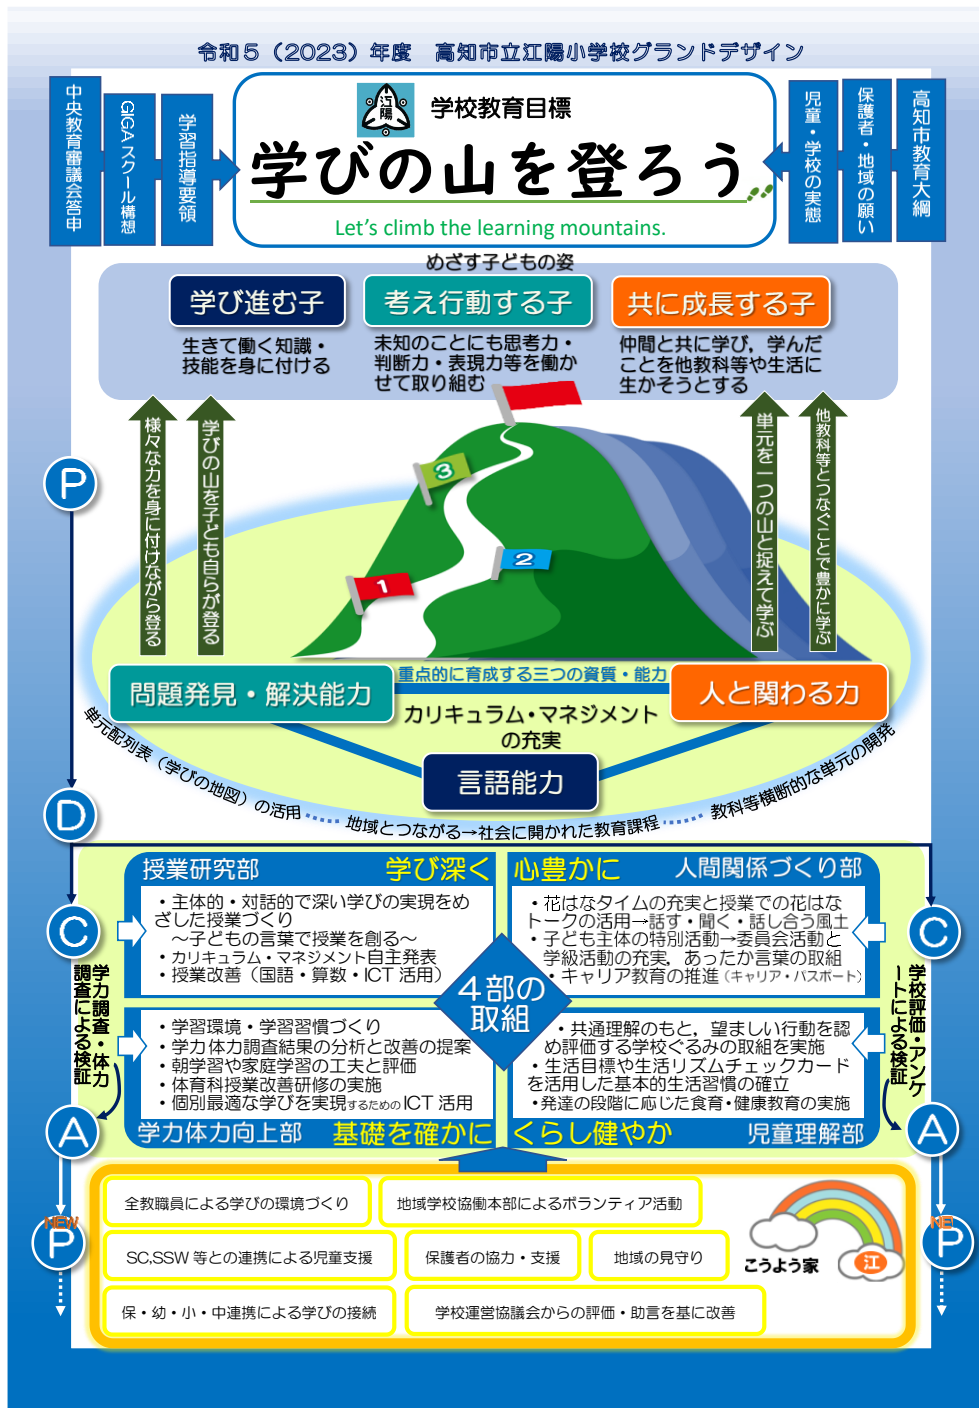 令和５（2023）年度　高知市立江陽小学校グランドデザイン
中央教育審議会答申
GIGAスクール構想
学習指導要領
江陽
学校教育目標
学びの山を登ろう
Let's climb the learning mountains.
児童・学校の実態
保護者・地域の願い
高知市教育大綱
めざす子どもの姿
学び進む子
生きて働く知識・
技能を身に付ける
考え行動する子
未知のことにも思考力・
判断力・表現力等を働か
せて取り組む
共に成長する子
仲間と共に学び，学んだ
ことを他教科等や生活に
生かそうとする
様々な力を身に付けながら登る
学びの山を子ども自らが登る
単元を一つの山と捉えて学ぶ
他教科等とつなぐことで豊かに学ぶ
3
2
1
P
重点的に育成する三つの資質・能力
問題発見・解決能力
人と関わる力
カリキュラム・マネジメント
の充実
言語能力
単元配列表（学びの地図）の活用 …… 地域とつながる→社会に開かれた教育課程 …… 教科等横断的な単元の開発
D
授業研究部　学び深く
・主体的・対話的で深い学びの実現をめ
ざした授業づくり
～子どもの言葉で授業を創る～
・カリキュラム・マネジメント自主発表
・授業改善（国語・算数・ICT 活用）
心豊かに　人間関係づくり部
・花はなタイムの充実と授業での花はな
トークの活用→話す・聞く・話し合う風土
・子ども主体の特別活動→委員会活動と
学級活動の充実，あったか言葉の取組
・キャリア教育の推進（キャリア・パスポート）
C
C
学力調査・体力
調査による検証
学校評価・アンケ
ートによる検証
４部の
取組
・学習環境・学習習慣づくり
・学力体力調査結果の分析と改善の提案
・朝学習や家庭学習の工夫と評価
・体育科授業改善研修の実施
・個別最適な学びを実現するための ICT 活用
学力体力向上部　基礎を確かに
・共通理解のもと，望ましい行動を認
め評価する学校ぐるみの取組を実施
・生活目標や生活リズムチェックカード
を活用した基本的生活習慣の確立
・発達の段階に応じた食育・健康教育の実施
くらし健やか　児童理解部
A
A
NEW
P
NEW
P
全教職員による学びの環境づくり
地域学校協働本部によるボランティア活動
SC,SSW 等との連携による児童支援
保護者の協力・支援
地域の見守り
こうよう家
江
保・幼・小・中連携による学びの接続
学校運営協議会からの評価・助言を基に改善